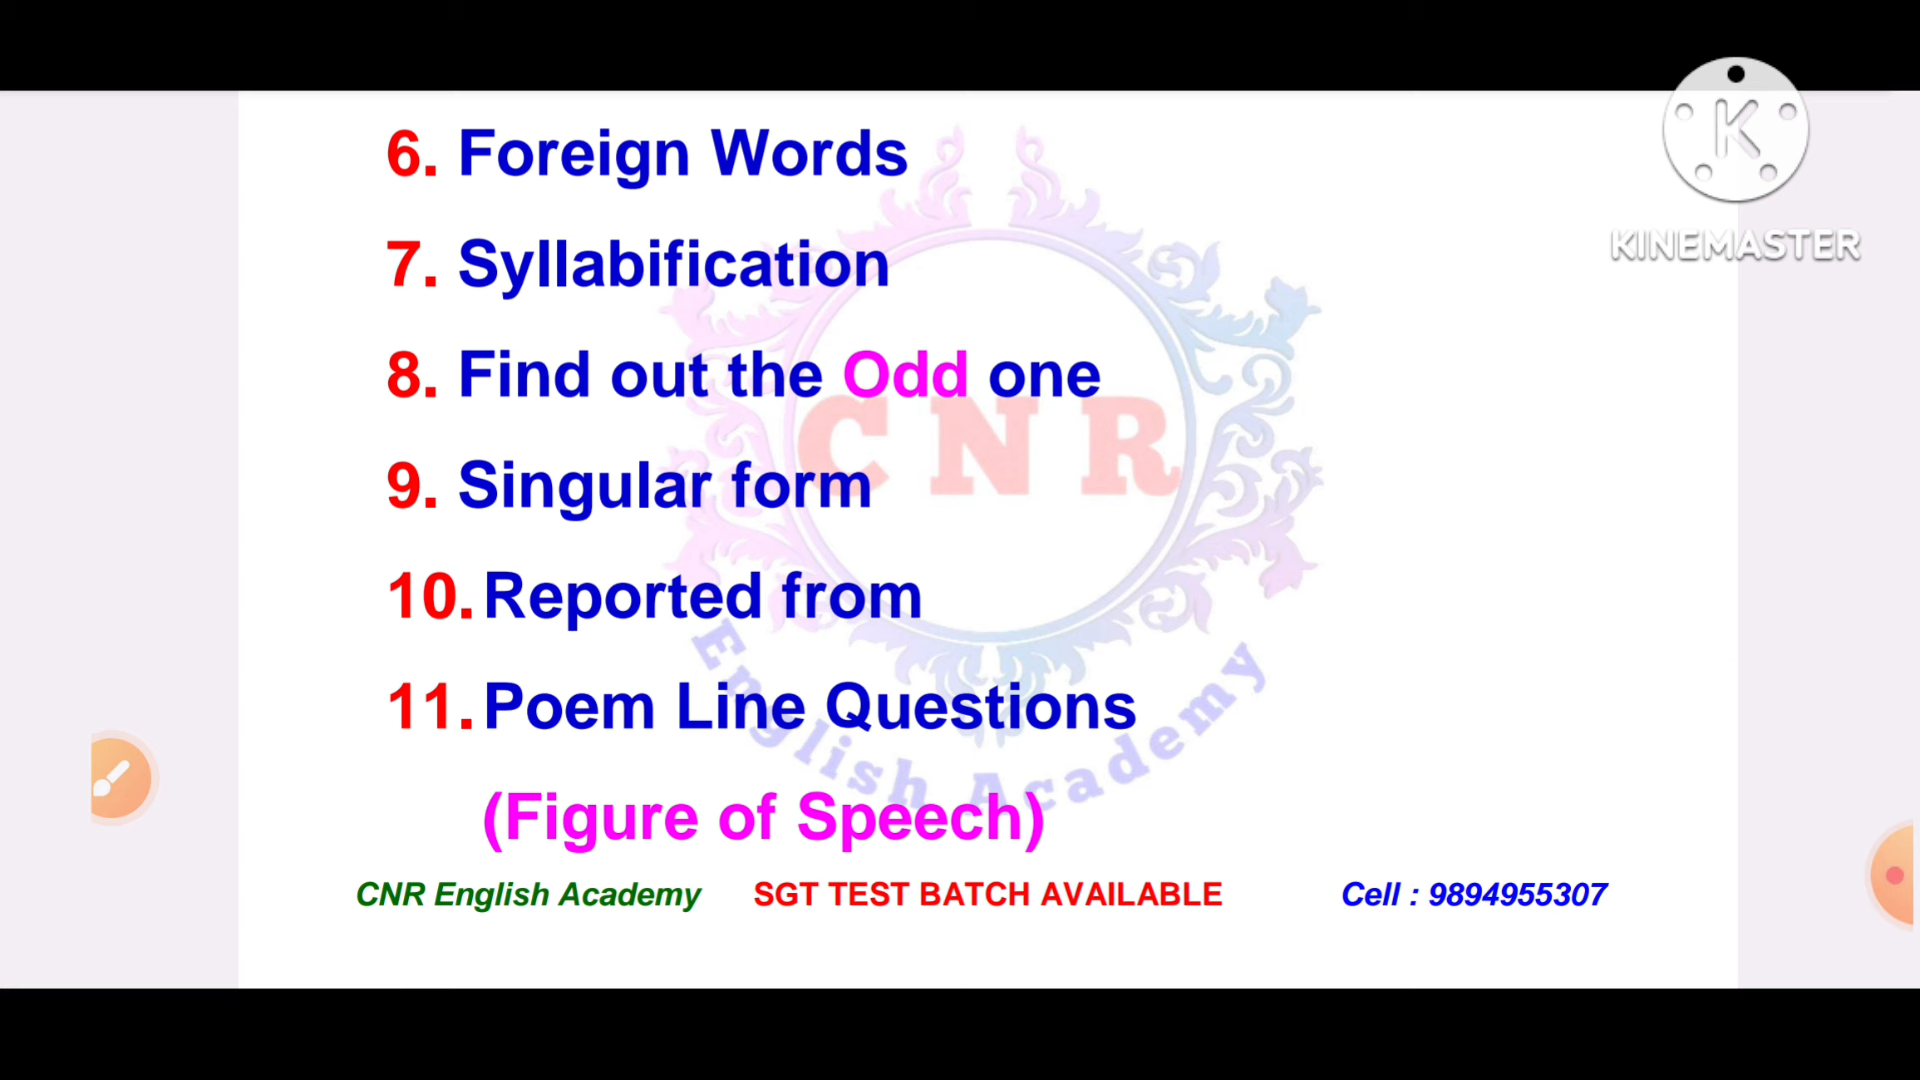 6. Foreign Words
7. Syllabification
8. Find out the Odd one
9. Singular form
10. Reported from
11. Poem Line Questions
(Figure of Speech)
CNR English Academy SGT TEST BATCH AVAILABLE Cell : 9894955307
CNR
English Academy
K
KINEMASTER